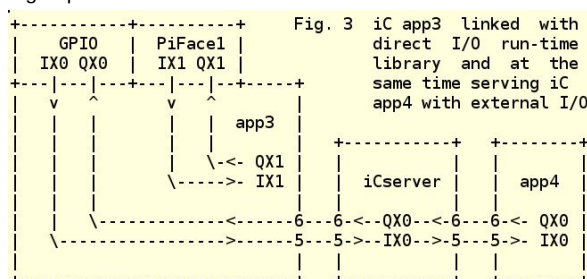 +-----------+----------+     Fig. 3  iC app3  linked  with
|    GPIO   |  PiFace1 |             direct  I/O  run-time
|  IX0 QX0  |  IX1 QX1 |             library  and  at  the
+---|---|---+---|---|--+------+      same time serving iC
|   v   ^       v   ^         |      app4 with external I/O
|   |   |       |   |  app3   |
|   |   |       |   |         |   +-----------+   +--------+
|   |   |       |   \-<- QX1  |   |           |   |        |
|   |   |       \----->- IX1  |   |  iCserver |   |  app4  |
|   |   |                     |   |           |   |        |
|   |   \--------------<------6---6-<--QX0--<-6---6-<- QX0 |
|   \------------------>------5---5->--IX0-->-5---5->- IX0 |
|                             |   |           |   |        |